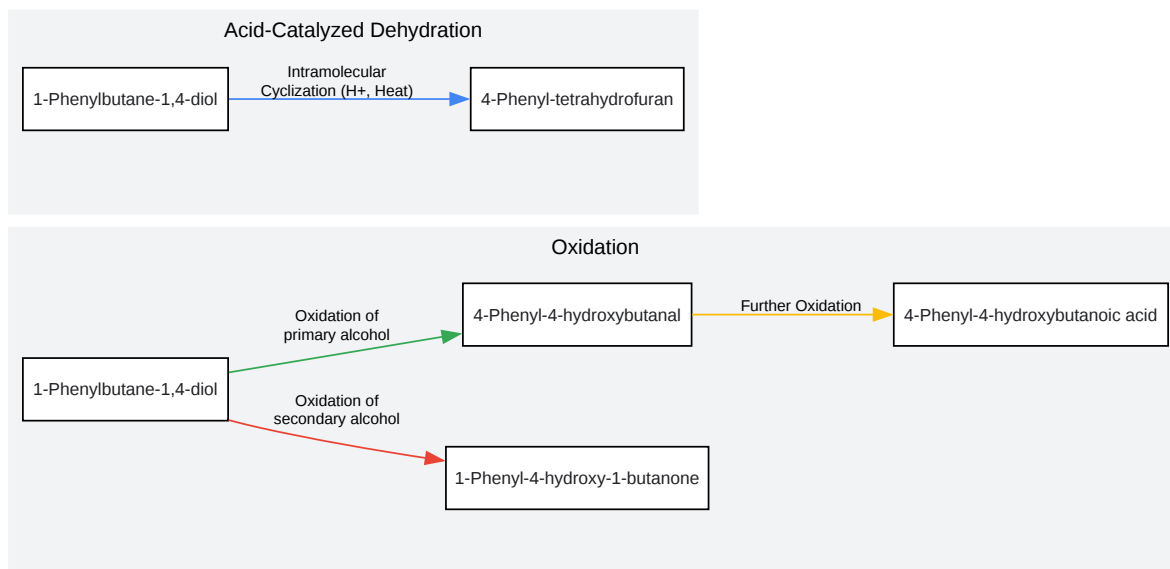 Acid-Catalyzed Dehydration
1-Phenylbutane-1,4-diol
Intramolecular
Cyclization (H+, Heat)
4-Phenyl-tetrahydrofuran
Oxidation
1-Phenylbutane-1,4-diol
Oxidation of
primary alcohol
4-Phenyl-4-hydroxybutanal
Further Oxidation
4-Phenyl-4-hydroxybutanoic acid
Oxidation of
secondary alcohol
1-Phenyl-4-hydroxy-1-butanone